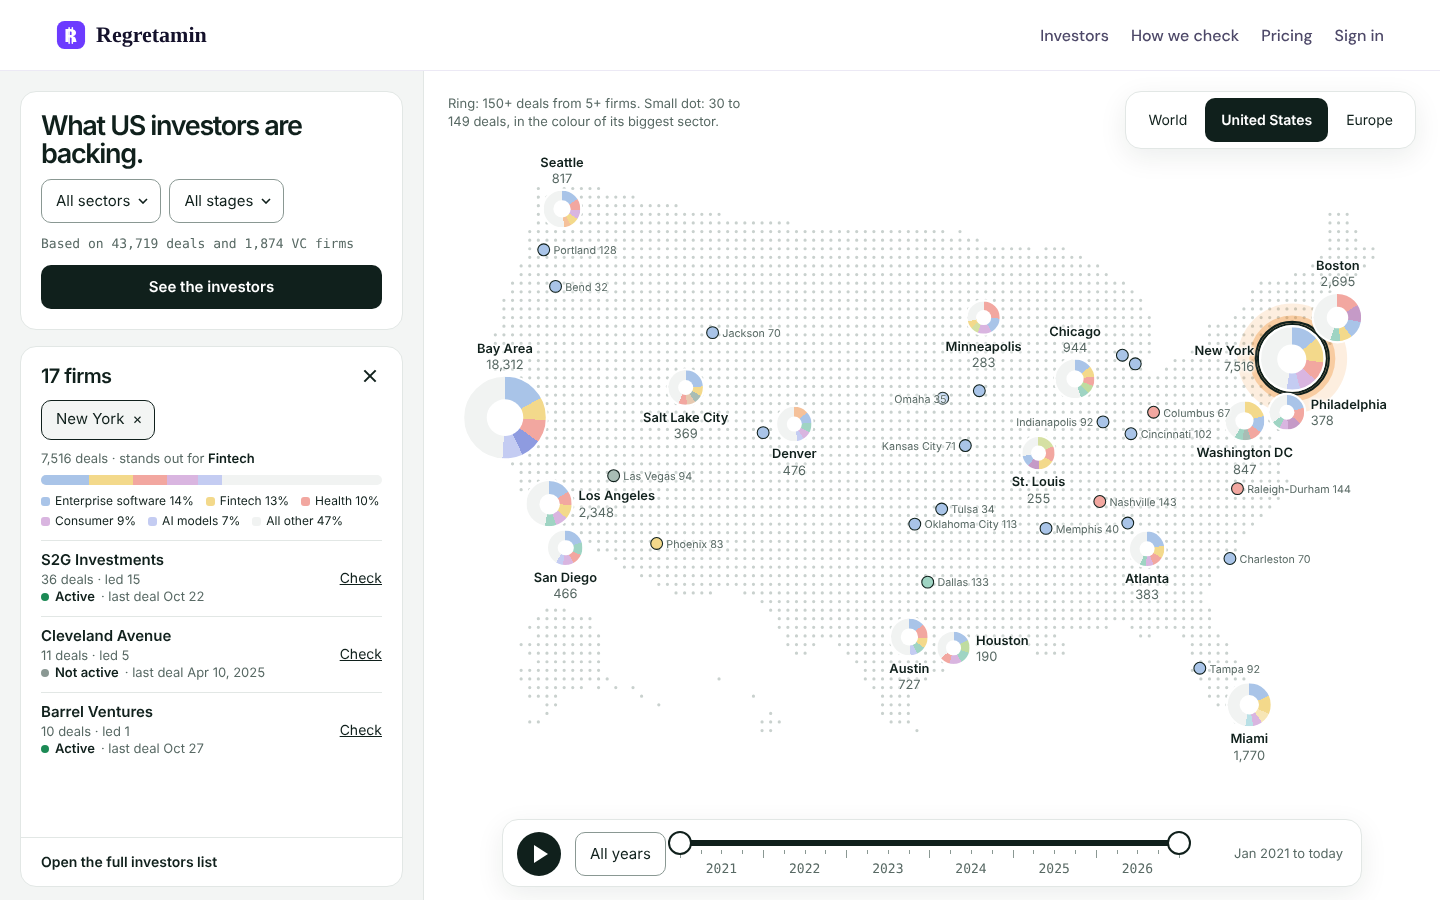 Regretamin
Investors
How we check
Pricing
Sign in
What US investors are
backing.
All sectors
All stages
Based on 43,719 deals and 1,874 VC firms
See the investors
17 firms
New York ×
7,516 deals · stands out for Fintech
Enterprise software 14%
Fintech 13%
Health 10%
Consumer 9%
AI models 7%
All other 47%
S2G Investments
36 deals · led 15
Active · last deal Oct 22
Check
Cleveland Avenue
11 deals · led 5
Not active · last deal Apr 10, 2025
Check
Barrel Ventures
10 deals · led 1
Active · last deal Oct 27
Check
Open the full investors list
Ring: 150+ deals from 5+ firms. Small dot: 30 to
149 deals, in the colour of its biggest sector.
World
United States
Europe
Seattle
817
Portland 128
Bend 32
Jackson 70
Bay Area
18,312
Salt Lake City
369
Denver
476
Las Vegas 94
Los Angeles
2,348
Phoenix 83
San Diego
466
Minneapolis
283
Chicago
944
Omaha 35
Indianapolis 92
Kansas City 71
Columbus 67
Cincinnati 102
St. Louis
255
Tulsa 34
Oklahoma City 113
Nashville 143
Memphis 40
Dallas 133
Atlanta
383
Austin
727
Houston
190
Boston
2,695
New York
7,516
Philadelphia
378
Washington DC
847
Raleigh-Durham 144
Charleston 70
Tampa 92
Miami
1,770
All years
2021
2022
2023
2024
2025
2026
Jan 2021 to today